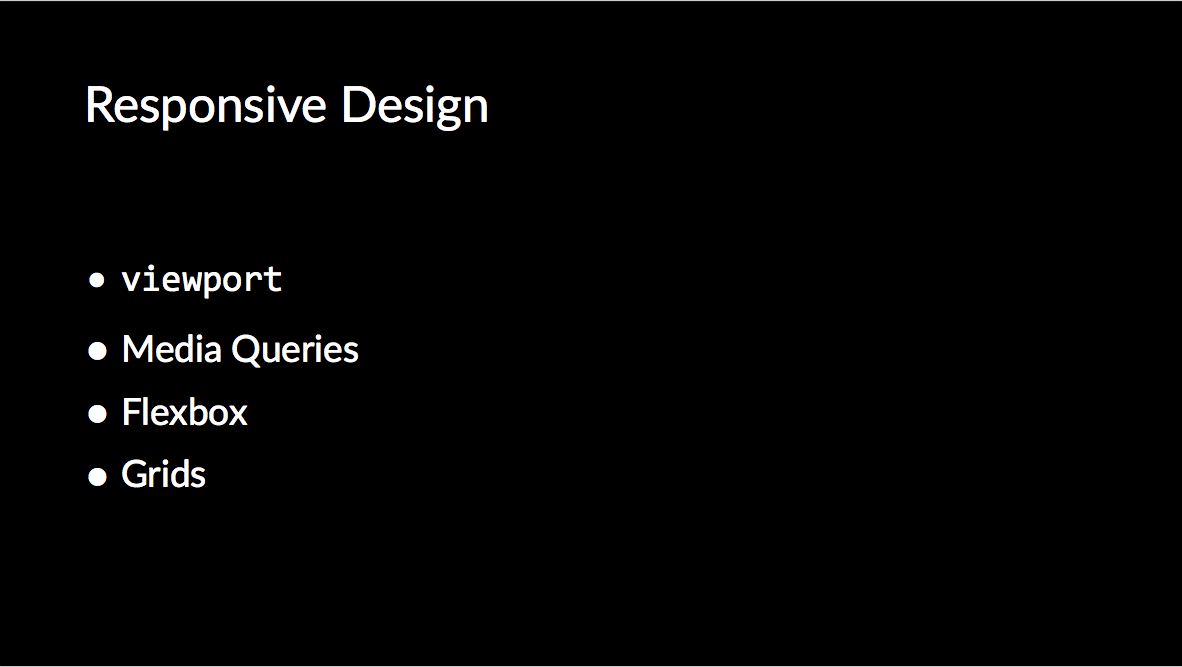 Responsive Design
● viewport
● Media Queries
● Flexbox
● Grids